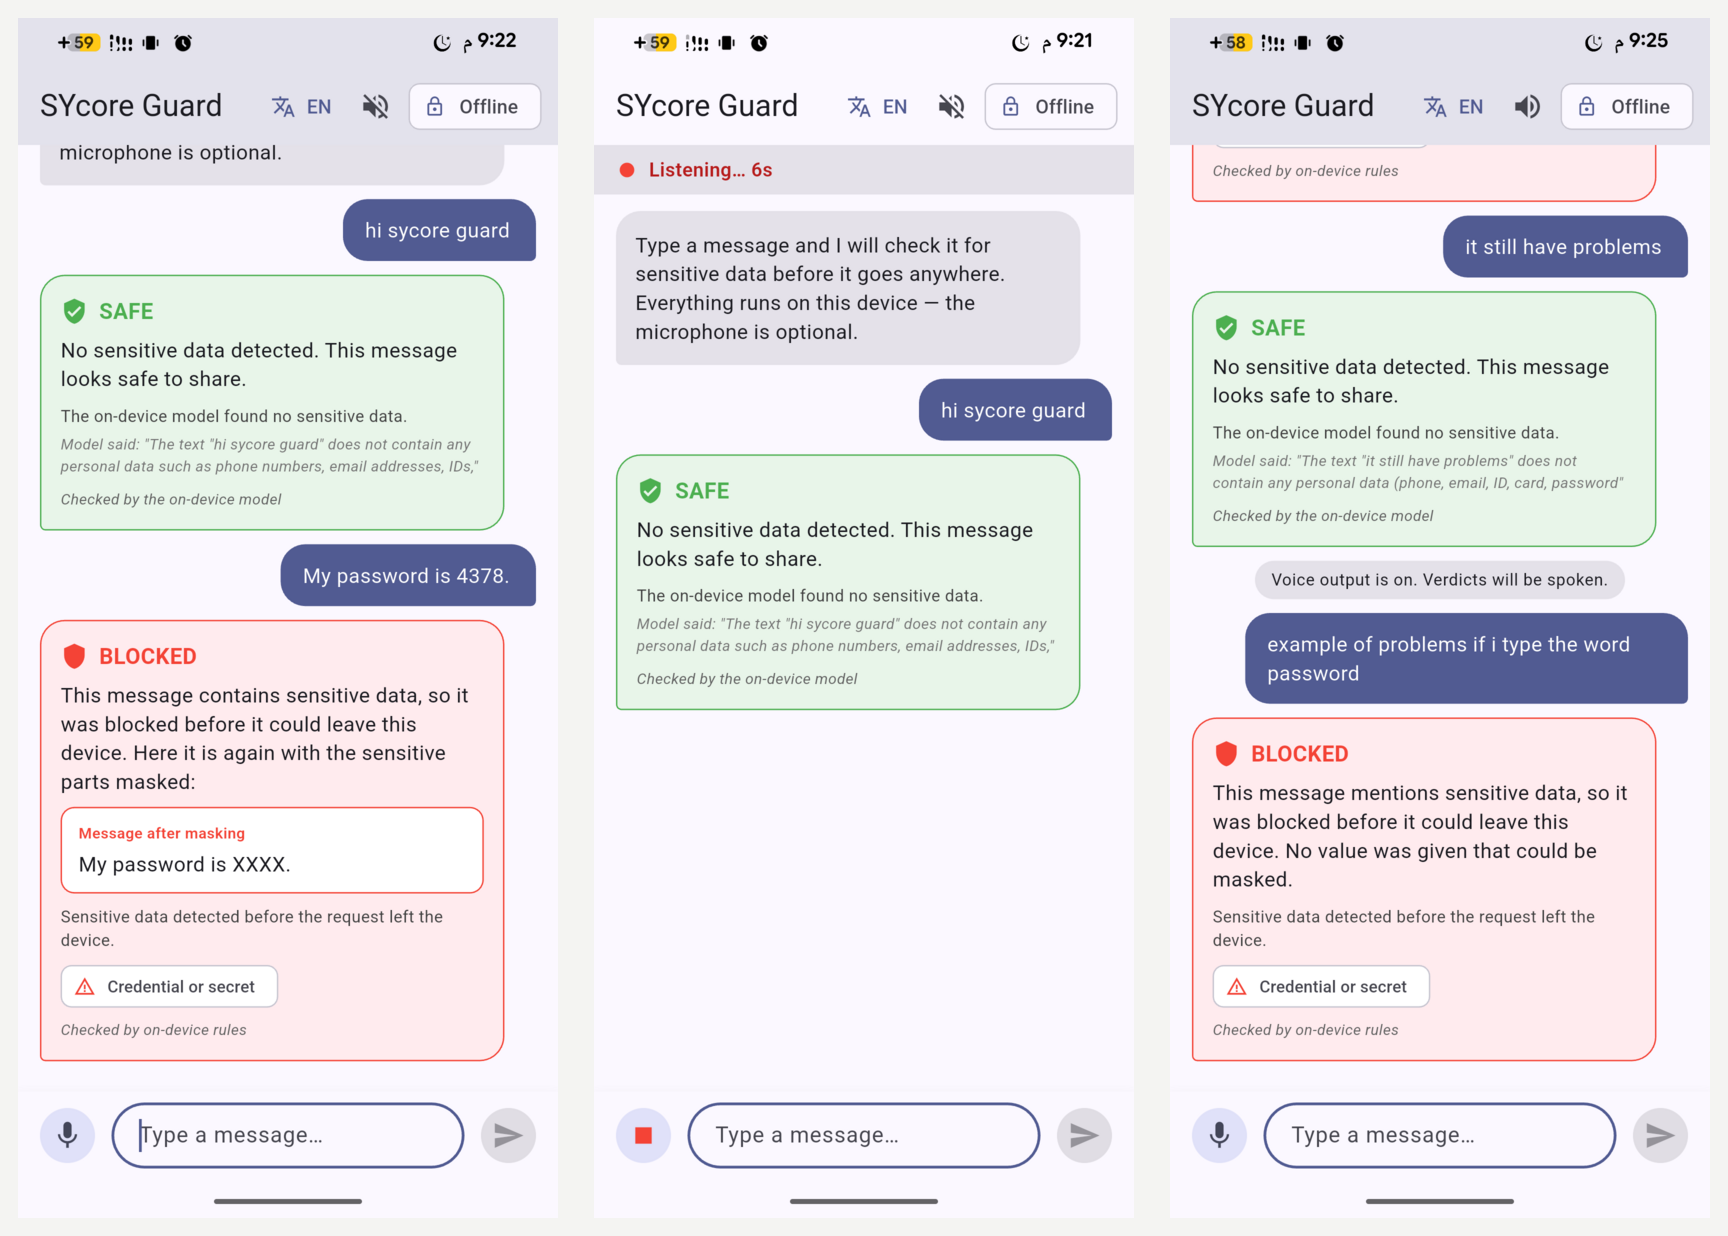 +59
م 9:22
SYcore Guard
EN
Offline
microphone is optional.
hi sycore guard
SAFE
No sensitive data detected. This message
looks safe to share.
The on-device model found no sensitive data.
Model said: "The text "hi sycore guard" does not contain any
personal data such as phone numbers, email addresses, IDs,"
Checked by the on-device model
My password is 4378.
BLOCKED
This message contains sensitive data, so it
was blocked before it could leave this
device. Here it is again with the sensitive
parts masked:
Message after masking
My password is XXXX.
Sensitive data detected before the request left the
device.
Credential or secret
Checked by on-device rules
Type a message...
+59
م 9:21
SYcore Guard
EN
Offline
Listening... 6s
Type a message and I will check it for
sensitive data before it goes anywhere.
Everything runs on this device — the
microphone is optional.
hi sycore guard
SAFE
No sensitive data detected. This message
looks safe to share.
The on-device model found no sensitive data.
Model said: "The text "hi sycore guard" does not contain any
personal data such as phone numbers, email addresses, IDs,"
Checked by the on-device model
Type a message...
+58
م 9:25
SYcore Guard
EN
Offline
Checked by on-device rules
it still have problems
SAFE
No sensitive data detected. This message
looks safe to share.
The on-device model found no sensitive data.
Model said: "The text "it still have problems" does not
contain any personal data (phone, email, ID, card, password"
Checked by the on-device model
Voice output is on. Verdicts will be spoken.
example of problems if i type the word
password
BLOCKED
This message mentions sensitive data, so it
was blocked before it could leave this
device. No value was given that could be
masked.
Sensitive data detected before the request left the
device.
Credential or secret
Checked by on-device rules
Type a message...